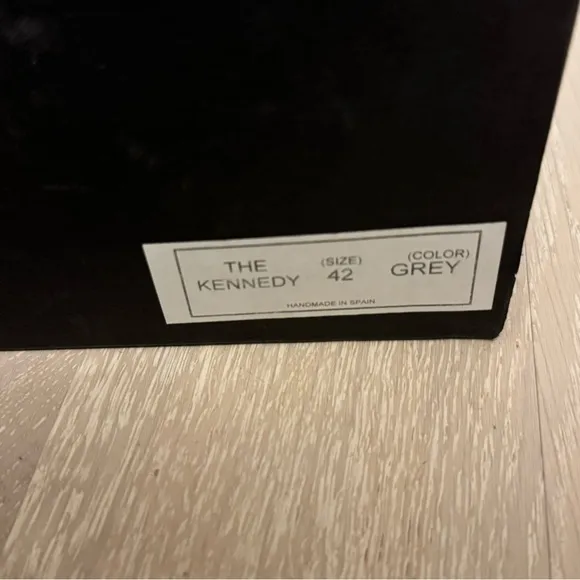 THE KENNEDY
(SIZE) 42
(COLOR) GREY
HANDMADE IN SPAIN